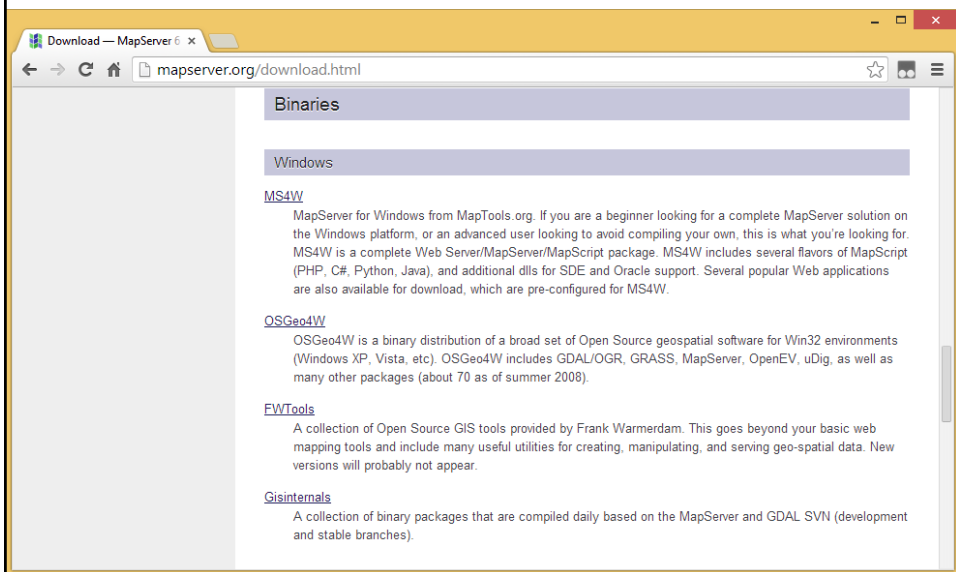 Download — MapServer 6
mapserver.org/download.html
Binaries
Windows
MS4W
MapServer for Windows from MapTools.org. If you are a beginner looking for a complete MapServer solution on
the Windows platform, or an advanced user looking to avoid compiling your own, this is what you're looking for.
MS4W is a complete Web Server/MapServer/MapScript package. MS4W includes several flavors of MapScript
(PHP, C#, Python, Java), and additional dlls for SDE and Oracle support. Several popular Web applications
are also available for download, which are pre-configured for MS4W.
OSGeo4W
OSGeo4W is a binary distribution of a broad set of Open Source geospatial software for Win32 environments
(Windows XP, Vista, etc). OSGeo4W includes GDAL/OGR, GRASS, MapServer, OpenEV, uDig, as well as
many other packages (about 70 as of summer 2008).
FWTools
A collection of Open Source GIS tools provided by Frank Warmerdam. This goes beyond your basic web
mapping tools and include many useful utilities for creating, manipulating, and serving geo-spatial data. New
versions will probably not appear.
Gisinternals
A collection of binary packages that are compiled daily based on the MapServer and GDAL SVN (development
and stable branches).